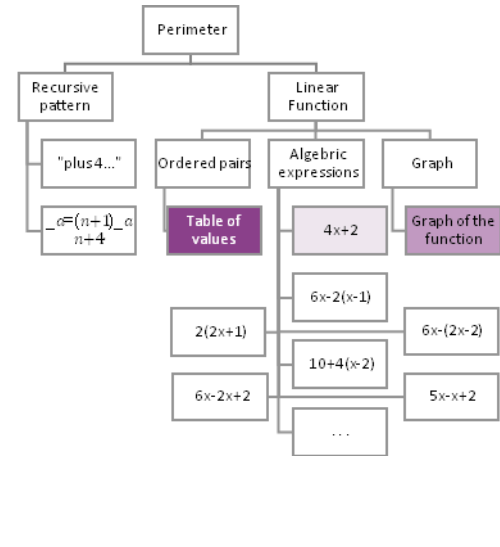 Perimeter
Recursive
pattern
Linear
Function
"plus4..."
Ordered pairs
Algebric
expressions
Graph
_a=(n+1)_a
n+4
Table of
values
4x+2
Graph of the
function
6x-2(x-1)
2(2x+1)
6x-(2x-2)
10+4(x-2)
6x-2x+2
5x-x+2
...